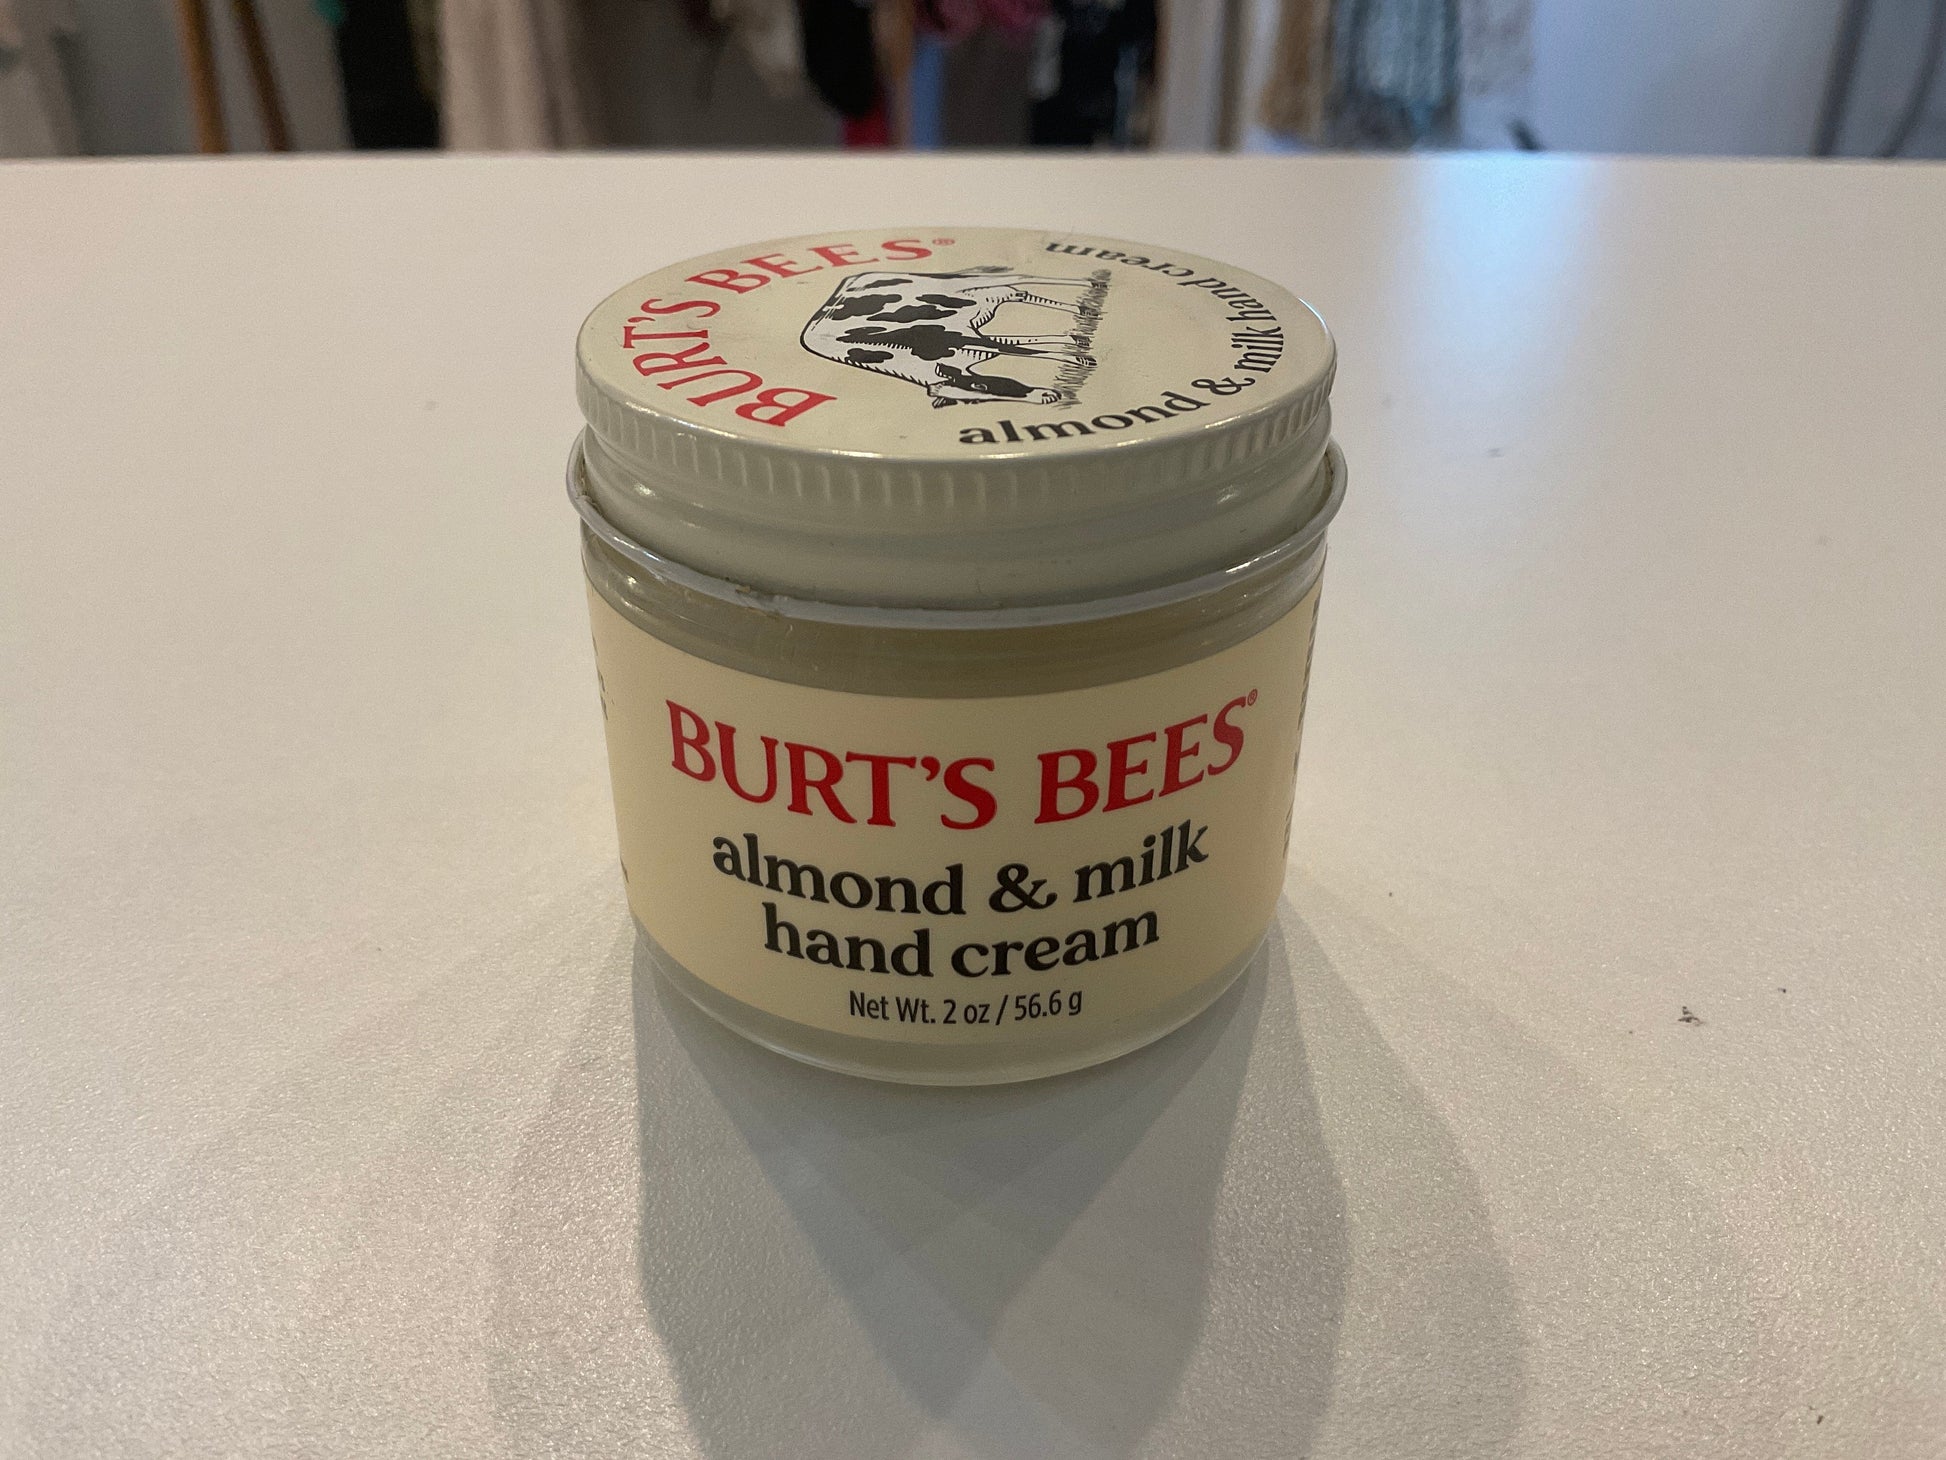 BURT'S BEES®
almond & milk hand cream
BURT'S BEES®
almond & milk
hand cream
Net Wt. 2 oz / 56.6 g